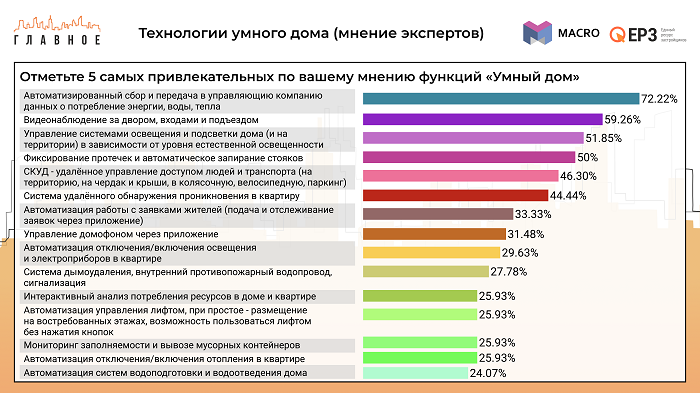 ГЛАВНОЕ
Технологии умного дома (мнение экспертов)
MACRO
ЕРЗ
Единый
ресурс
застройщиков
Отметьте 5 самых привлекательных по вашему мнению функций «Умный дом»
Автоматизированный сбор и передача в управляющую компанию
данных о потребление энергии, воды, тепла
72.22%
Видеонаблюдение за двором, входами и подъездом
59.26%
Управление системами освещения и подсветки дома (и на
территории) в зависимости от уровня естественной освещенности
51.85%
Фиксирование протечек и автоматическое запирание стояков
50%
СКУД - удалённое управление доступом людей и транспорта (на
территорию, на чердак и крыши, в колясочную, велосипедную, паркинг)
46.30%
Система удалённого обнаружения проникновения в квартиру
44.44%
Автоматизация работы с заявками жителей (подача и отслеживание
заявок через приложение)
33.33%
Управление домофоном через приложение
31.48%
Автоматизация отключения/включения освещения
и электроприборов в квартире
29.63%
Система дымоудаления, внутренний противопожарный водопровод,
сигнализация
27.78%
Интерактивный анализ потребления ресурсов в доме и квартире
25.93%
Автоматизация управления лифтом, при простое - размещение
на востребованных этажах, возможность пользоваться лифтом
без нажатия кнопок
25.93%
Мониторинг заполняемости и вывозе мусорных контейнеров
25.93%
Автоматизация отключения/включения отопления в квартире
25.93%
Автоматизация систем водоподготовки и водоотведения дома
24.07%